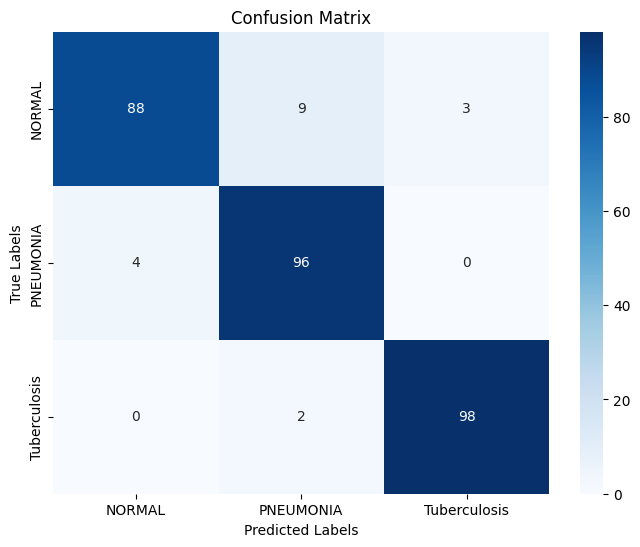 Confusion Matrix
True Labels
NORMAL
88 9 3
PNEUMONIA
4 96 0
Tuberculosis
0 2 98
NORMAL PNEUMONIA Tuberculosis
Predicted Labels
80
60
40
20
0